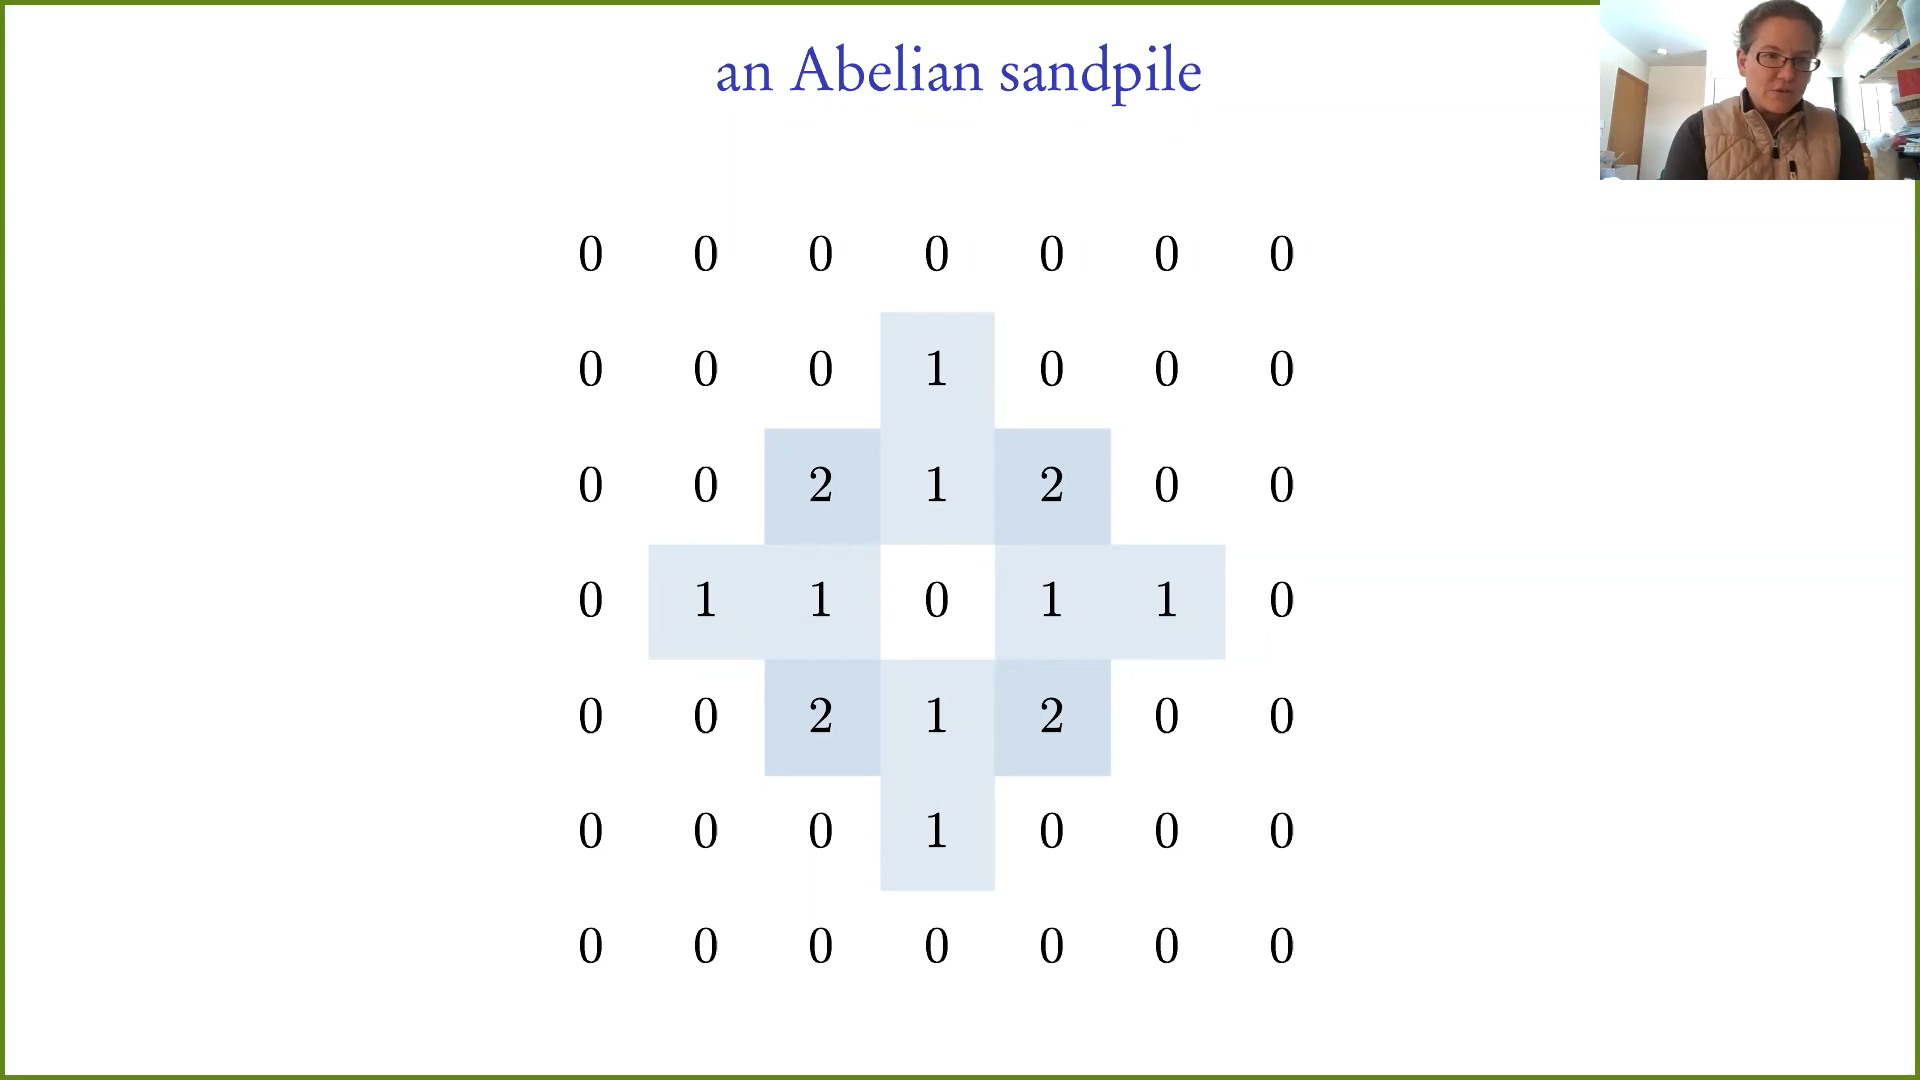 an Abelian sandpile
0 0 0 0 0 0 0
0 0 0 1 0 0 0
0 0 2 1 2 0 0
0 1 1 0 1 1 0
0 0 2 1 2 0 0
0 0 0 1 0 0 0
0 0 0 0 0 0 0